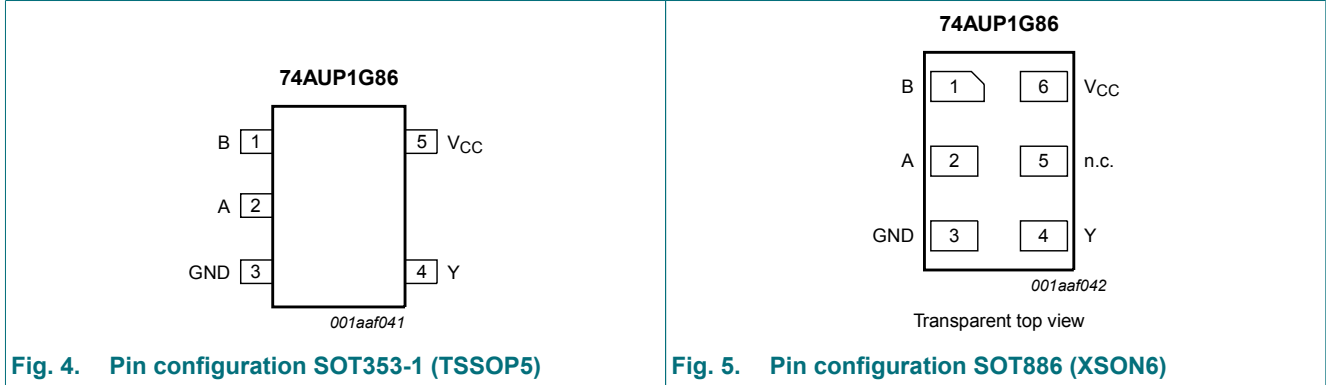 74AUP1G86
B 1 5 VCC
A 2
GND 3 4 Y
001aaf041
Fig. 4. Pin configuration SOT353-1 (TSSOP5)
74AUP1G86
B 1 6 VCC
A 2 5 n.c.
GND 3 4 Y
001aaf042
Transparent top view
Fig. 5. Pin configuration SOT886 (XSON6)